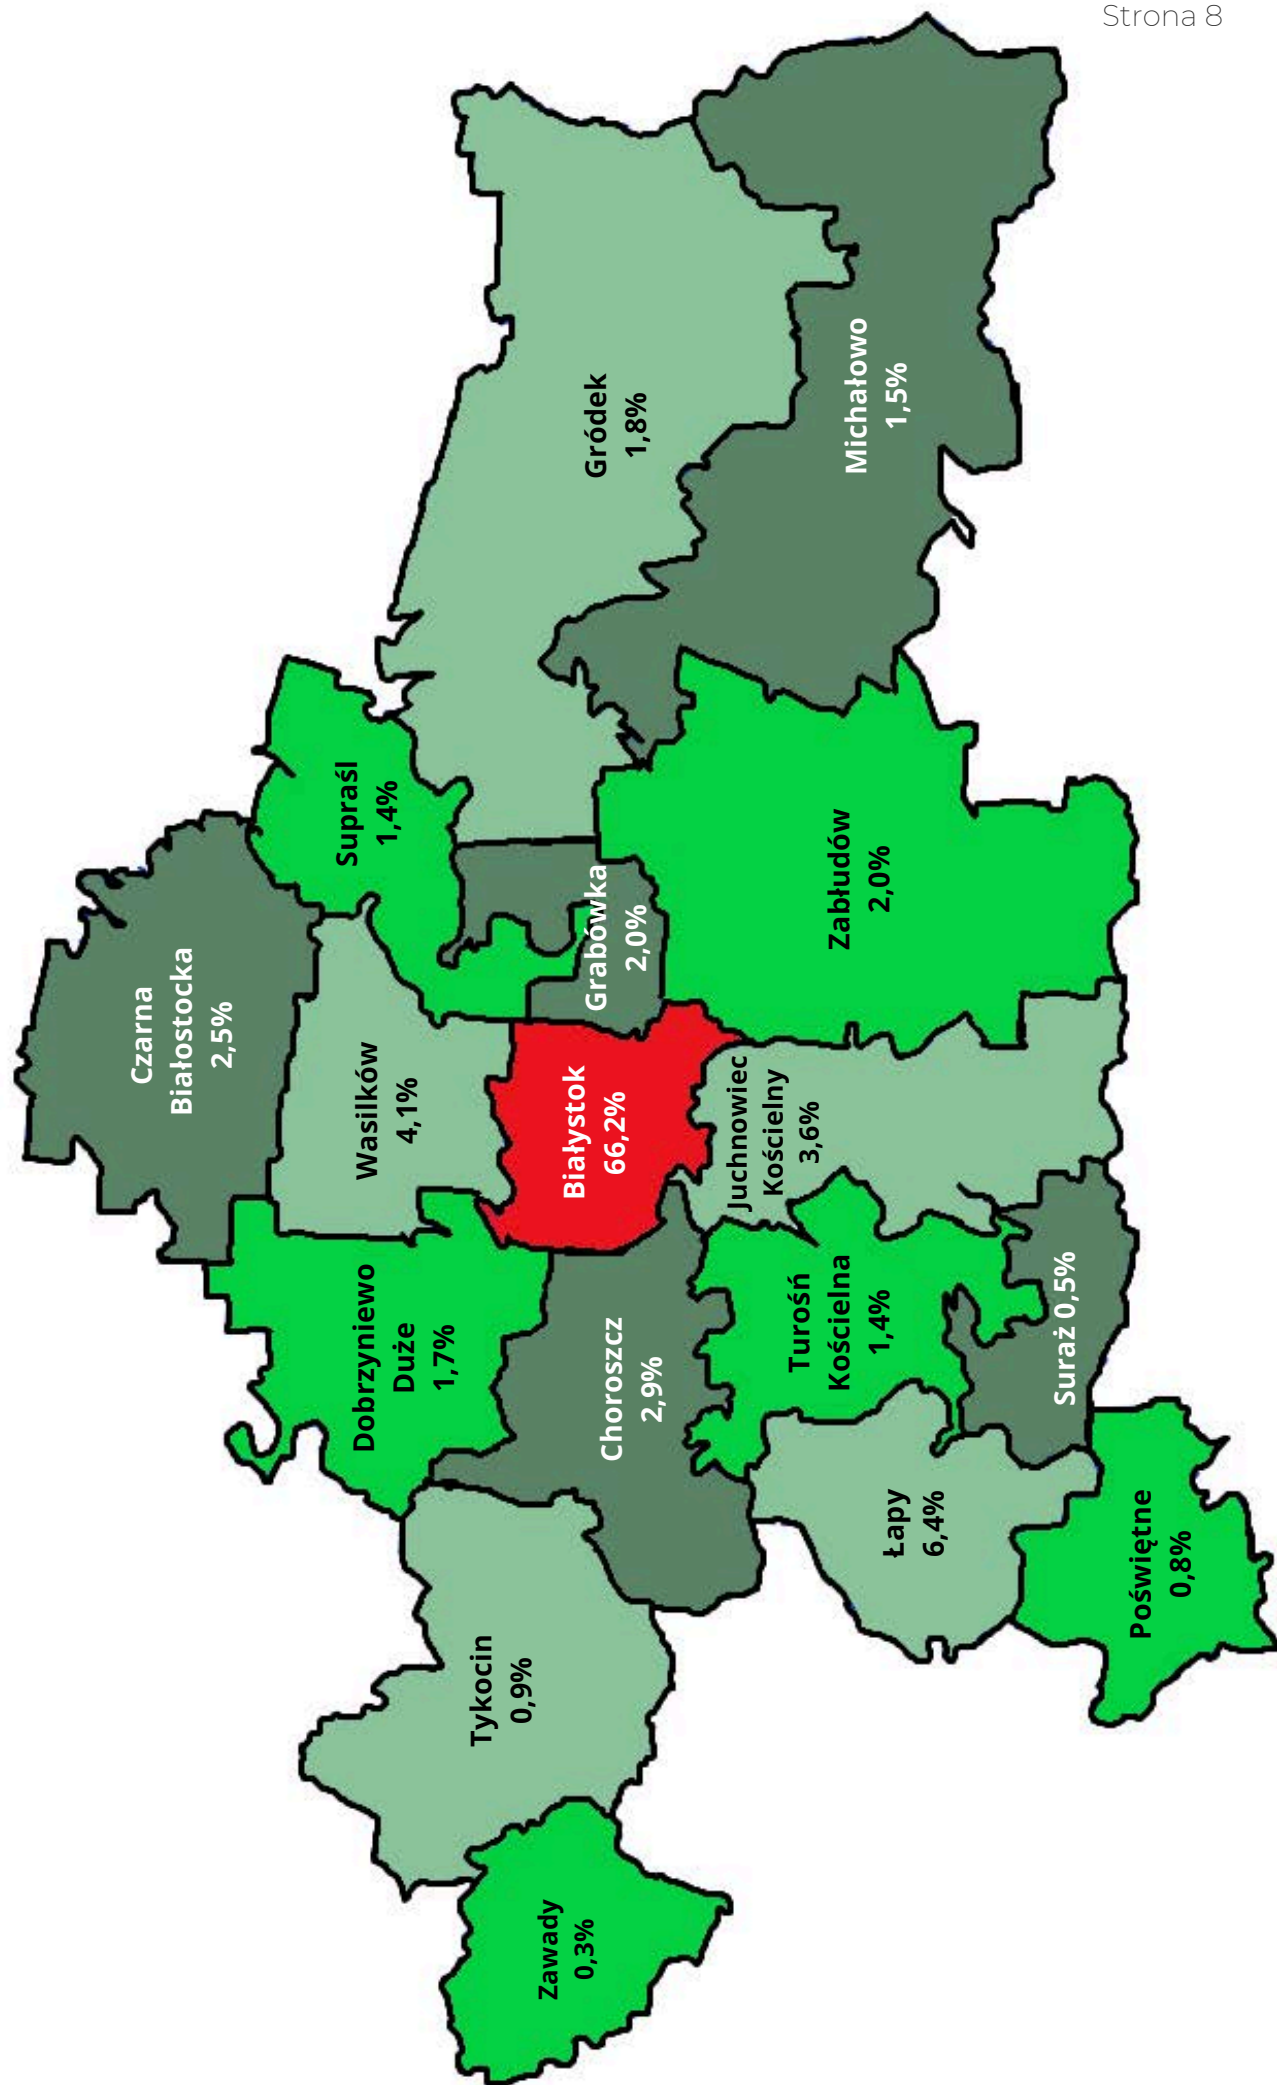 Strona 8
Czarna
Białostocka
2,5%
Supraśl
1,4%
Gródek
1,8%
Michałowo
1,5%
Wasilków
4,1%
Grabówka
2,0%
Zabłudów
2,0%
Białystok
66,2%
Juchnowiec
Kościelny
3,6%
Dobrzyniewo
Duże
1,7%
Choroszcz
2,9%
Turośń
Kościelna
1,4%
Suraż 0,5%
Łapy
6,4%
Poświętne
0,8%
Tykocin
0,9%
Zawady
0,3%